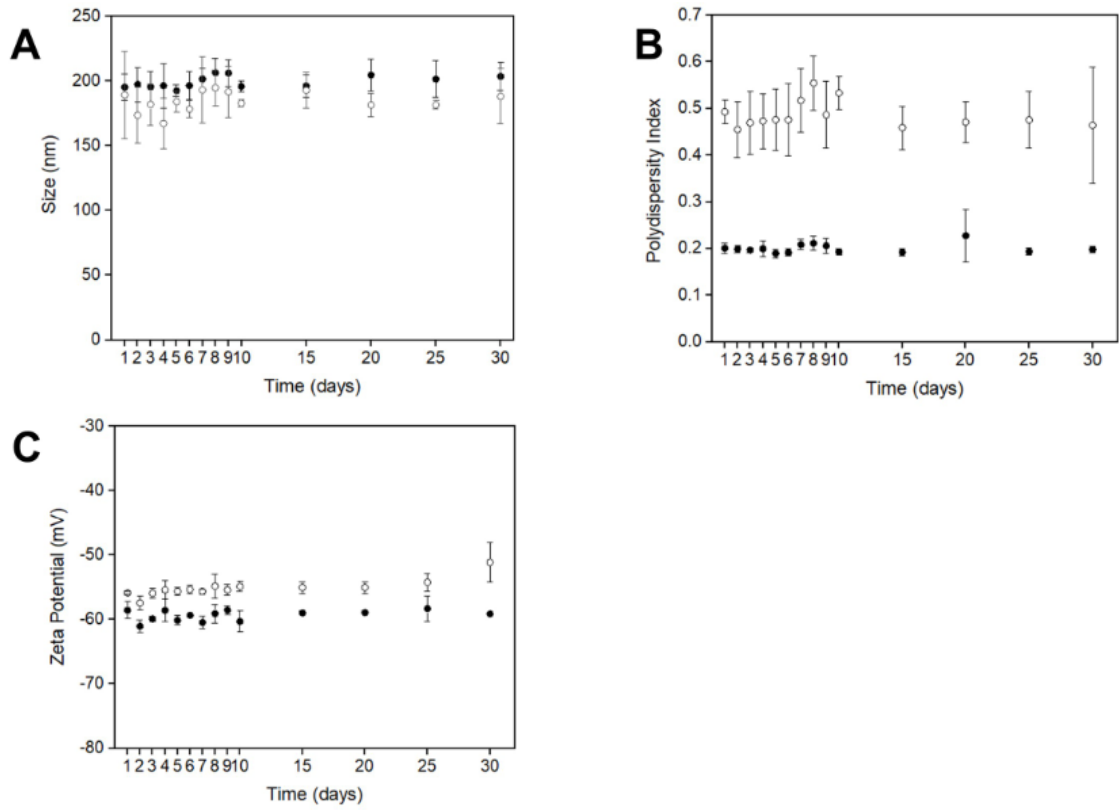 A
250
200
150
100
50
0
Size (nm)
1 2 3 4 5 6 7 8 9 10 15 20 25 30
Time (days)
B
0.7
0.6
0.5
0.4
0.3
0.2
0.1
0.0
Polydispersity Index
1 2 3 4 5 6 7 8 9 10 15 20 25 30
Time (days)
C
-30
-40
-50
-60
-70
-80
Zeta Potential (mV)
1 2 3 4 5 6 7 8 9 10 15 20 25 30
Time (days)